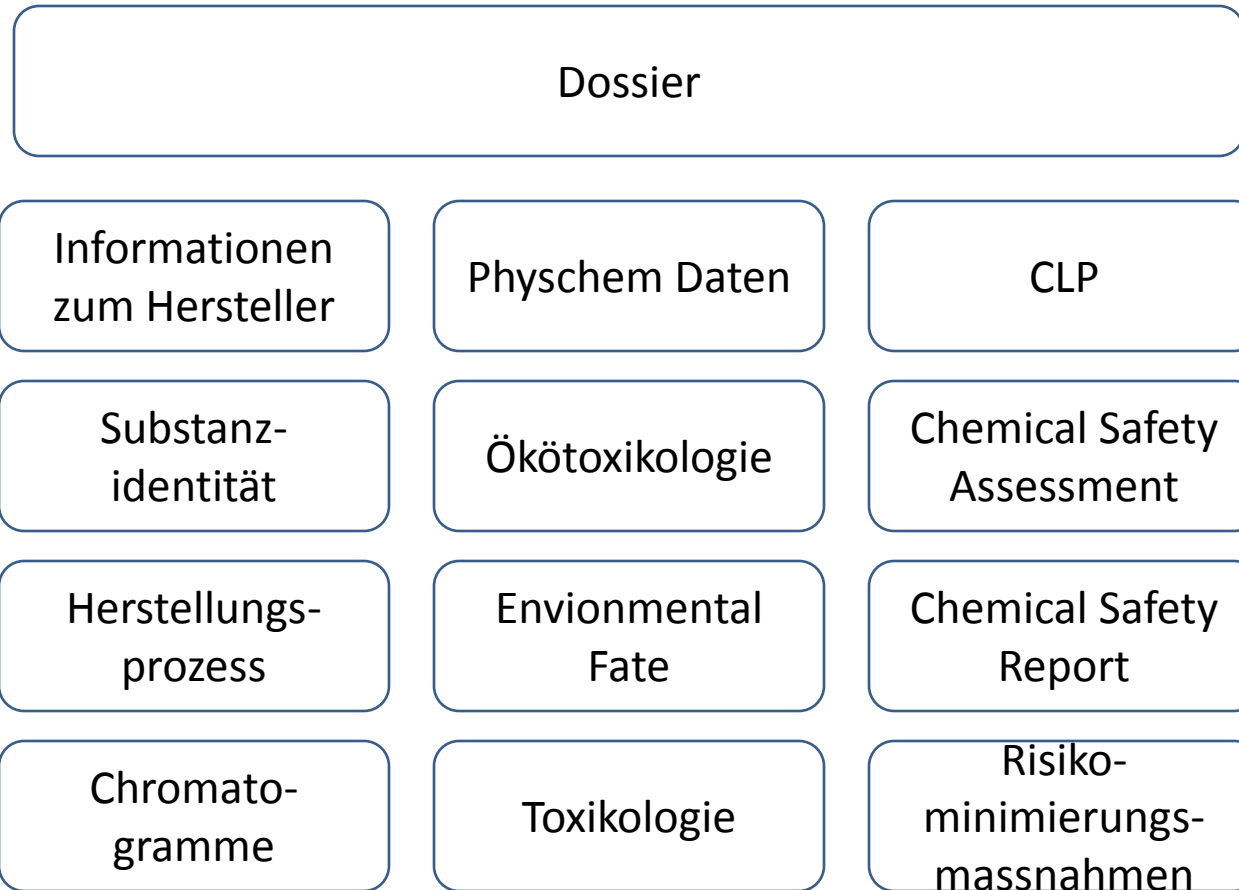 Dossier
Informationen
zum Hersteller
Physchem Daten
CLP
Substanz-
identität
Ökötoxikologie
Chemical Safety
Assessment
Herstellungs-
prozess
Envionmental
Fate
Chemical Safety
Report
Chromato-
gramme
Toxikologie
Risiko-
minimierungs-
massnahmen